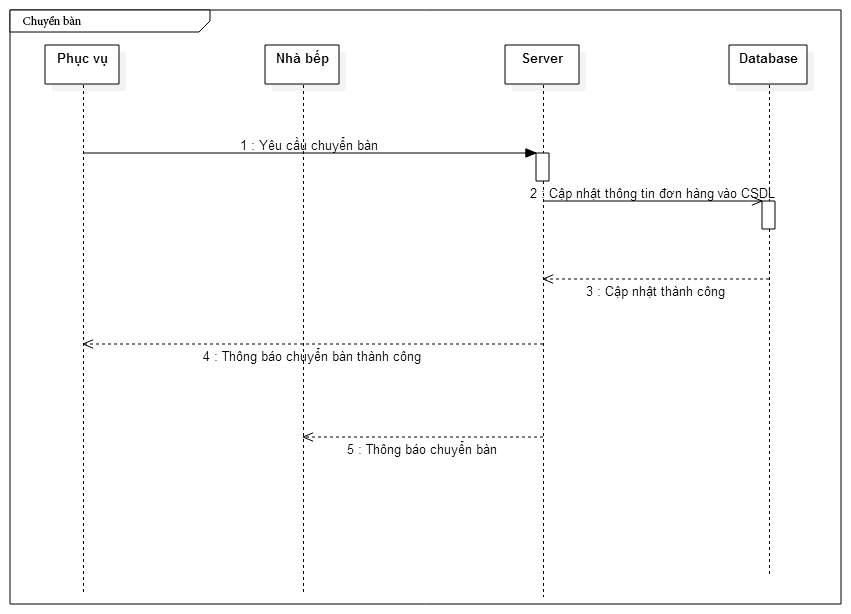 Chuyển bàn
Phục vụ
Nhà bếp
Server
Database
1 : Yêu cầu chuyển bàn
2 : Cập nhật thông tin đơn hàng vào CSDL
3 : Cập nhật thành công
4 : Thông báo chuyển bàn thành công
5 : Thông báo chuyển bàn